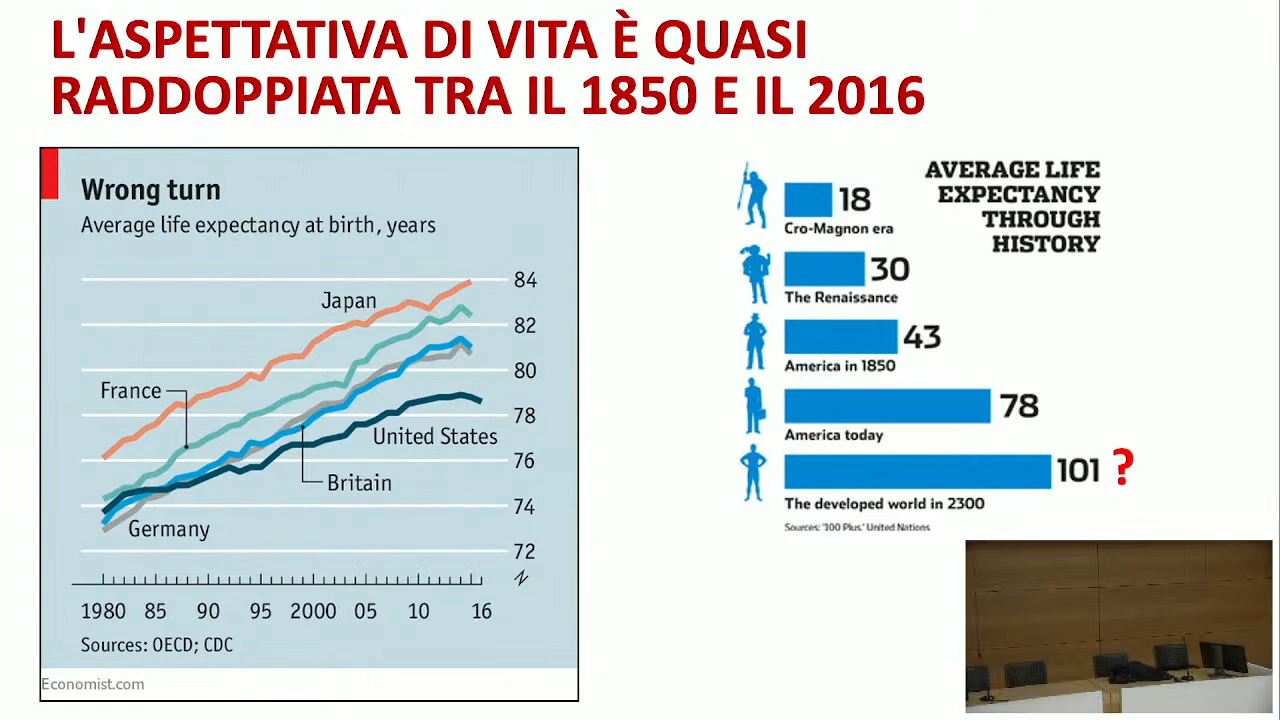 L'ASPETTATIVA DI VITA È QUASI
RADDOPPIATA TRA IL 1850 E IL 2016
Wrong turn
Average life expectancy at birth, years
84
82
80
78
76
74
72
Japan
France
United States
Britain
Germany
1980 85 90 95 2000 05 10 16
Sources: OECD; CDC
Economist.com
AVERAGE LIFE
EXPECTANCY
THROUGH
HISTORY
18
Cro-Magnon era
30
The Renaissance
43
America in 1850
78
America today
101 ?
The developed world in 2300
Sources: '100 Plus,' United Nations